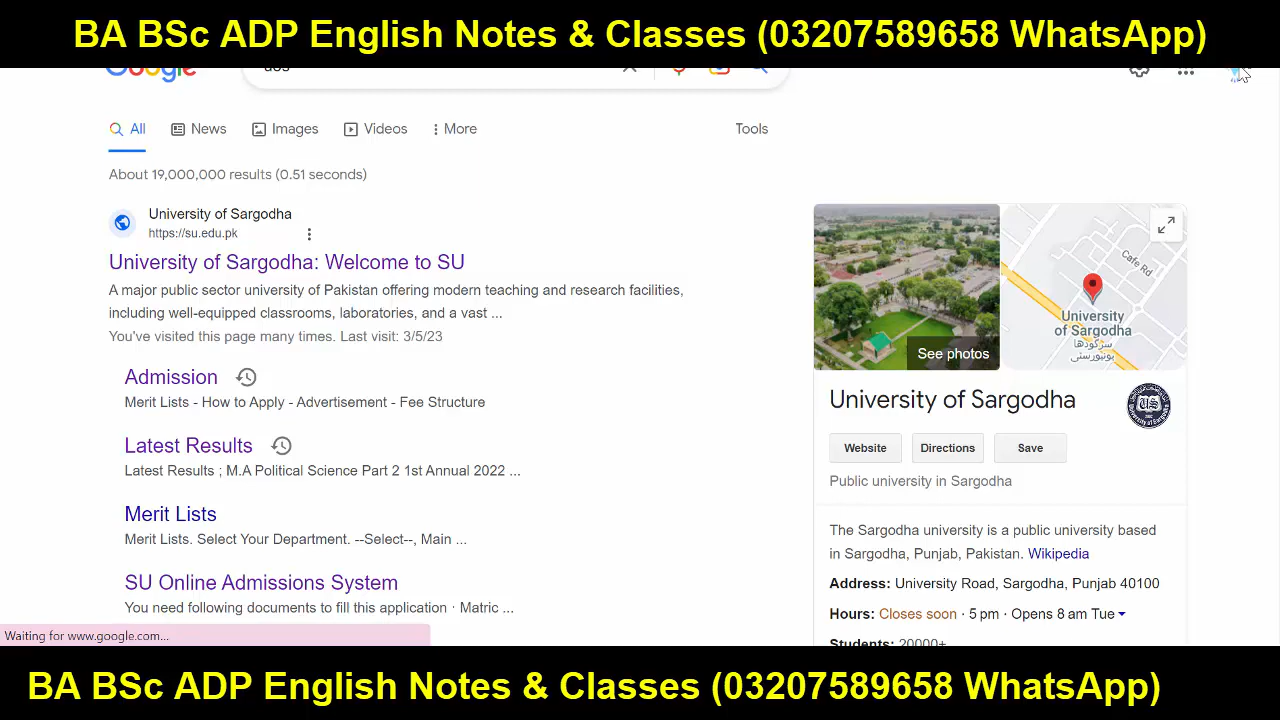 BA BSc ADP English Notes & Classes (03207589658 WhatsApp)
Google
All News Images Videos More Tools
About 19,000,000 results (0.51 seconds)
University of Sargodha
https://su.edu.pk
University of Sargodha: Welcome to SU
A major public sector university of Pakistan offering modern teaching and research facilities,
including well-equipped classrooms, laboratories, and a vast ...
You've visited this page many times. Last visit: 3/5/23
Admission
Merit Lists - How to Apply - Advertisement - Fee Structure
Latest Results
Latest Results ; M.A Political Science Part 2 1st Annual 2022 ...
Merit Lists
Merit Lists. Select Your Department. --Select--, Main ...
SU Online Admissions System
You need following documents to fill this application · Matric ...
Waiting for www.google.com...
See photos
Cafe Rd
University
of Sargodha
سرگودھا
یونیورسٹی
University of Sargodha
Website Directions Save
Public university in Sargodha
The Sargodha university is a public university based
in Sargodha, Punjab, Pakistan. Wikipedia
Address: University Road, Sargodha, Punjab 40100
Hours: Closes soon · 5 pm · Opens 8 am Tue
Students: 20000+
BA BSc ADP English Notes & Classes (03207589658 WhatsApp)